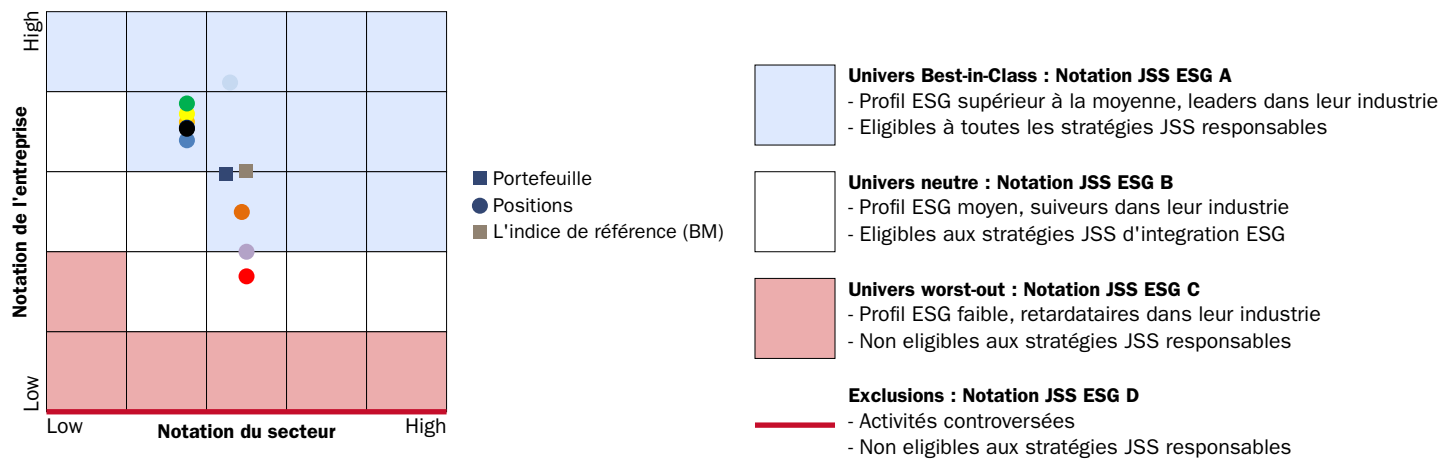 High
Notation de l'entreprise
Low
Low
Notation du secteur
High
Portefeuille
Positions
L'indice de référence (BM)
Univers Best-in-Class : Notation JSS ESG A
- Profil ESG supérieur à la moyenne, leaders dans leur industrie
- Eligibles à toutes les stratégies JSS responsables
Univers neutre : Notation JSS ESG B
- Profil ESG moyen, suiveurs dans leur industrie
- Eligibles aux stratégies JSS d'integration ESG
Univers worst-out : Notation JSS ESG C
- Profil ESG faible, retardataires dans leur industrie
- Non eligibles aux stratégies JSS responsables
Exclusions : Notation JSS ESG D
- Activités controversées
- Non eligibles aux stratégies JSS responsables